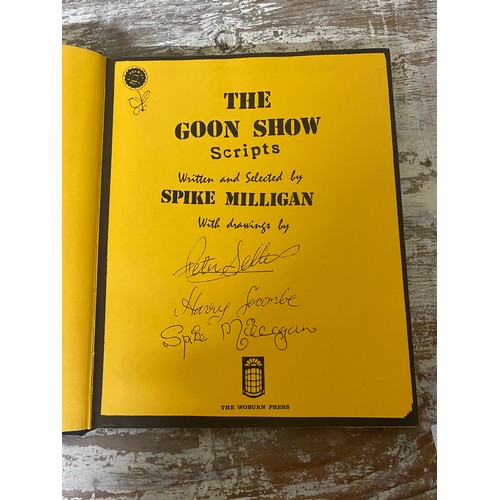 THE
GOON SHOW
Scripts
Written and Selected by
SPIKE MILLIGAN
With drawings by
Peter Sellers
Harry Secombe
Spike Milligan
THE WOBURN PRESS